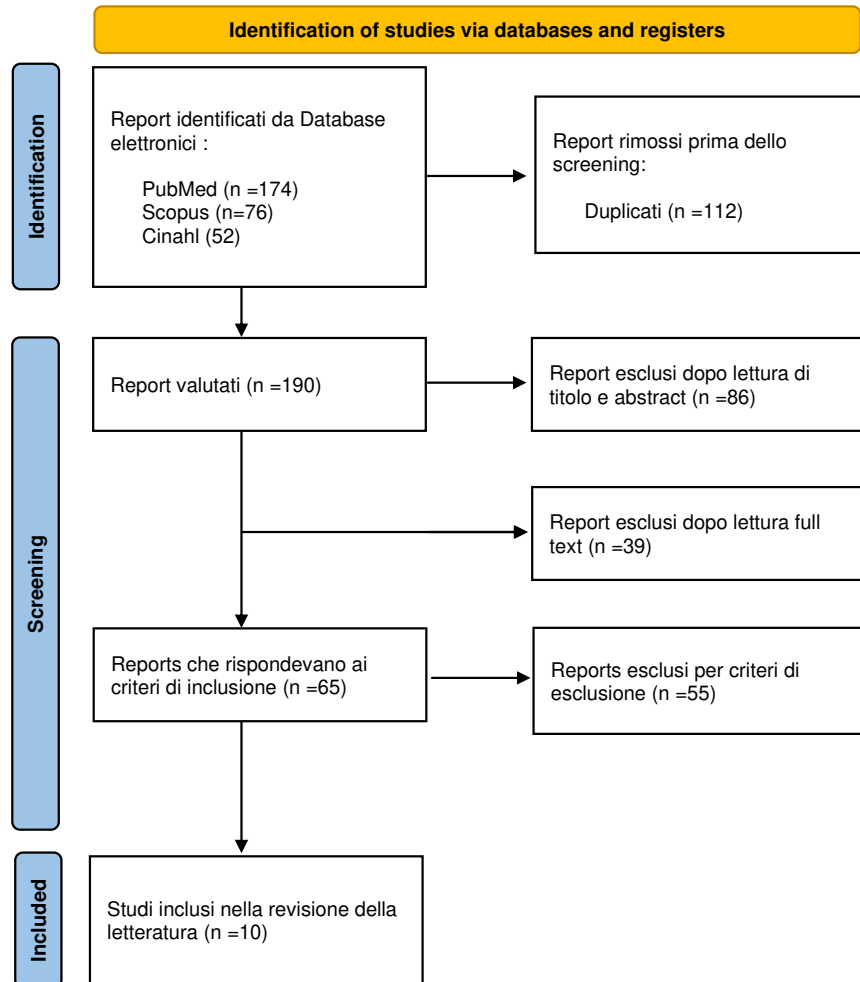 Identification of studies via databases and registers
Identification
Report identificati da Database
elettronici :
PubMed (n =174)
Scopus (n=76)
Cinahl (52)
Report rimossi prima dello
screening:
Duplicati (n =112)
Screening
Report valutati (n =190)
Report esclusi dopo lettura di
titolo e abstract (n =86)
Report esclusi dopo lettura full
text (n =39)
Reports che rispondevano ai
criteri di inclusione (n =65)
Reports esclusi per criteri di
esclusione (n =55)
Included
Studi inclusi nella revisione della
letteratura (n =10)